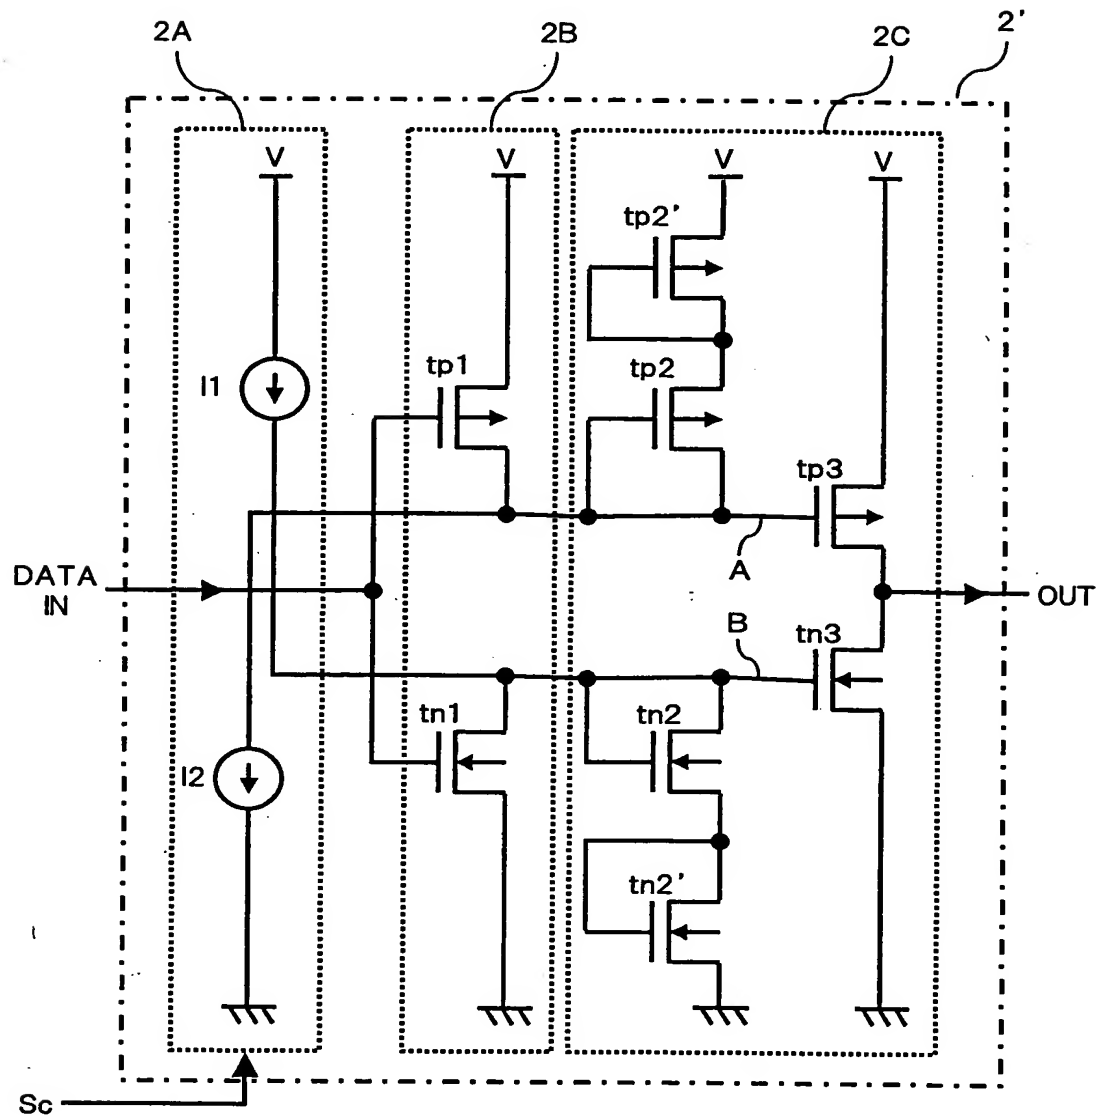 2A
2B
2C
2'
V
V
V
V
tp2'
tp1
tp2
I1
tp3
A
DATA
IN
OUT
B
tn3
tn1
tn2
I2
tn2'
Sc